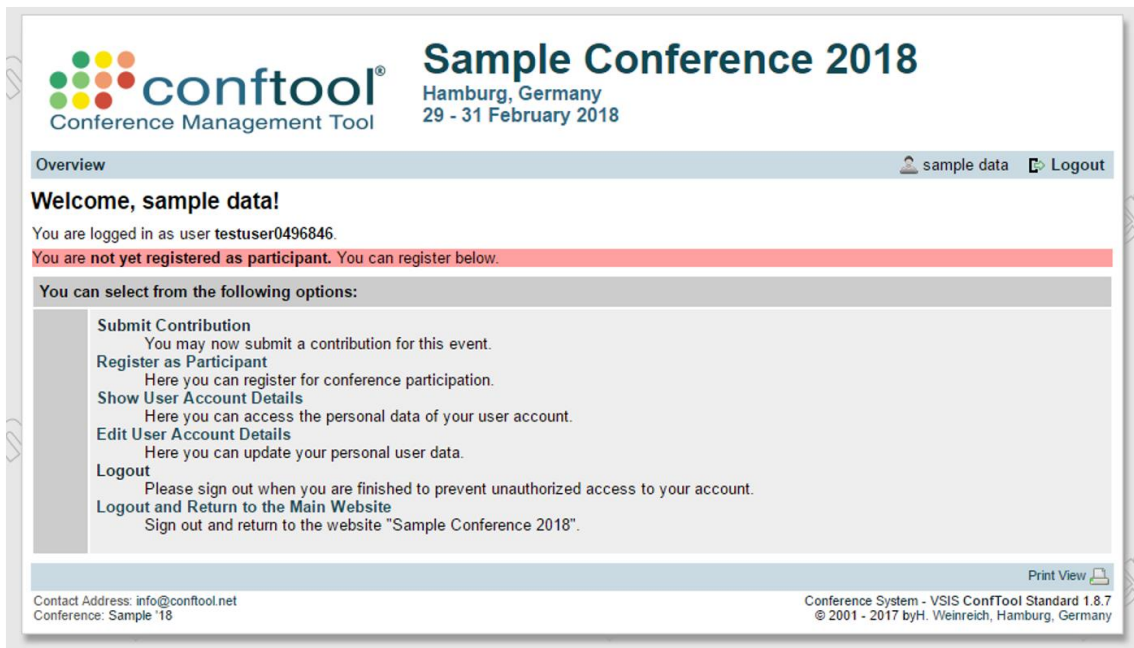 conftool®
Conference Management Tool
Sample Conference 2018
Hamburg, Germany
29 - 31 February 2018
Overview
sample data
Logout
Welcome, sample data!
You are logged in as user testuser0496846.
You are not yet registered as participant. You can register below.
You can select from the following options:
Submit Contribution
You may now submit a contribution for this event.
Register as Participant
Here you can register for conference participation.
Show User Account Details
Here you can access the personal data of your user account.
Edit User Account Details
Here you can update your personal user data.
Logout
Please sign out when you are finished to prevent unauthorized access to your account.
Logout and Return to the Main Website
Sign out and return to the website "Sample Conference 2018".
Print View
Contact Address: info@conftool.net
Conference: Sample '18
Conference System - VSIS ConfTool Standard 1.8.7
© 2001 - 2017 byH. Weinreich, Hamburg, Germany